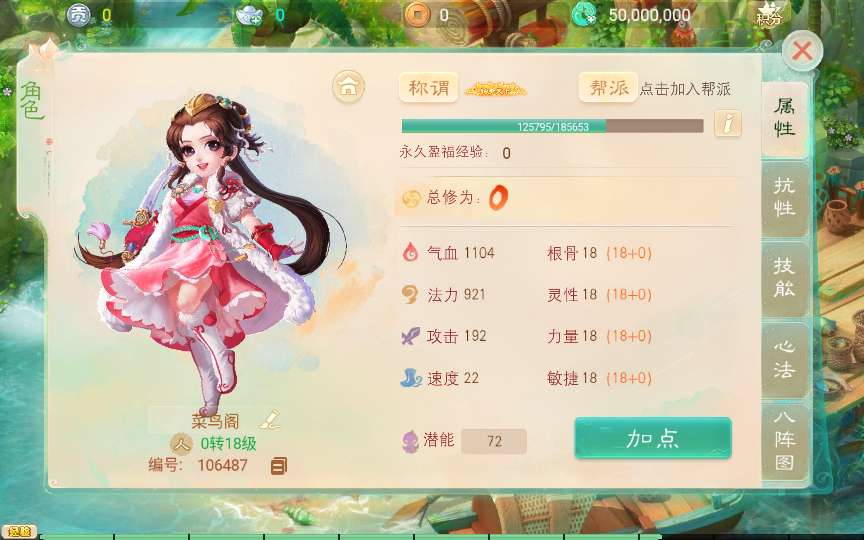 贡 0
0
0
50,000,000
积分
角色
称谓
帮派 点击加入帮派
125795/185653
永久盈福经验: 0
总修为: 0
气血 1104 根骨 18 (18+0)
法力 921 灵性 18 (18+0)
攻击 192 力量 18 (18+0)
速度 22 敏捷 18 (18+0)
潜能 72
加点
菜鸟阁
人 0转18级
编号: 106487
属性
抗性
技能
心法
八阵图